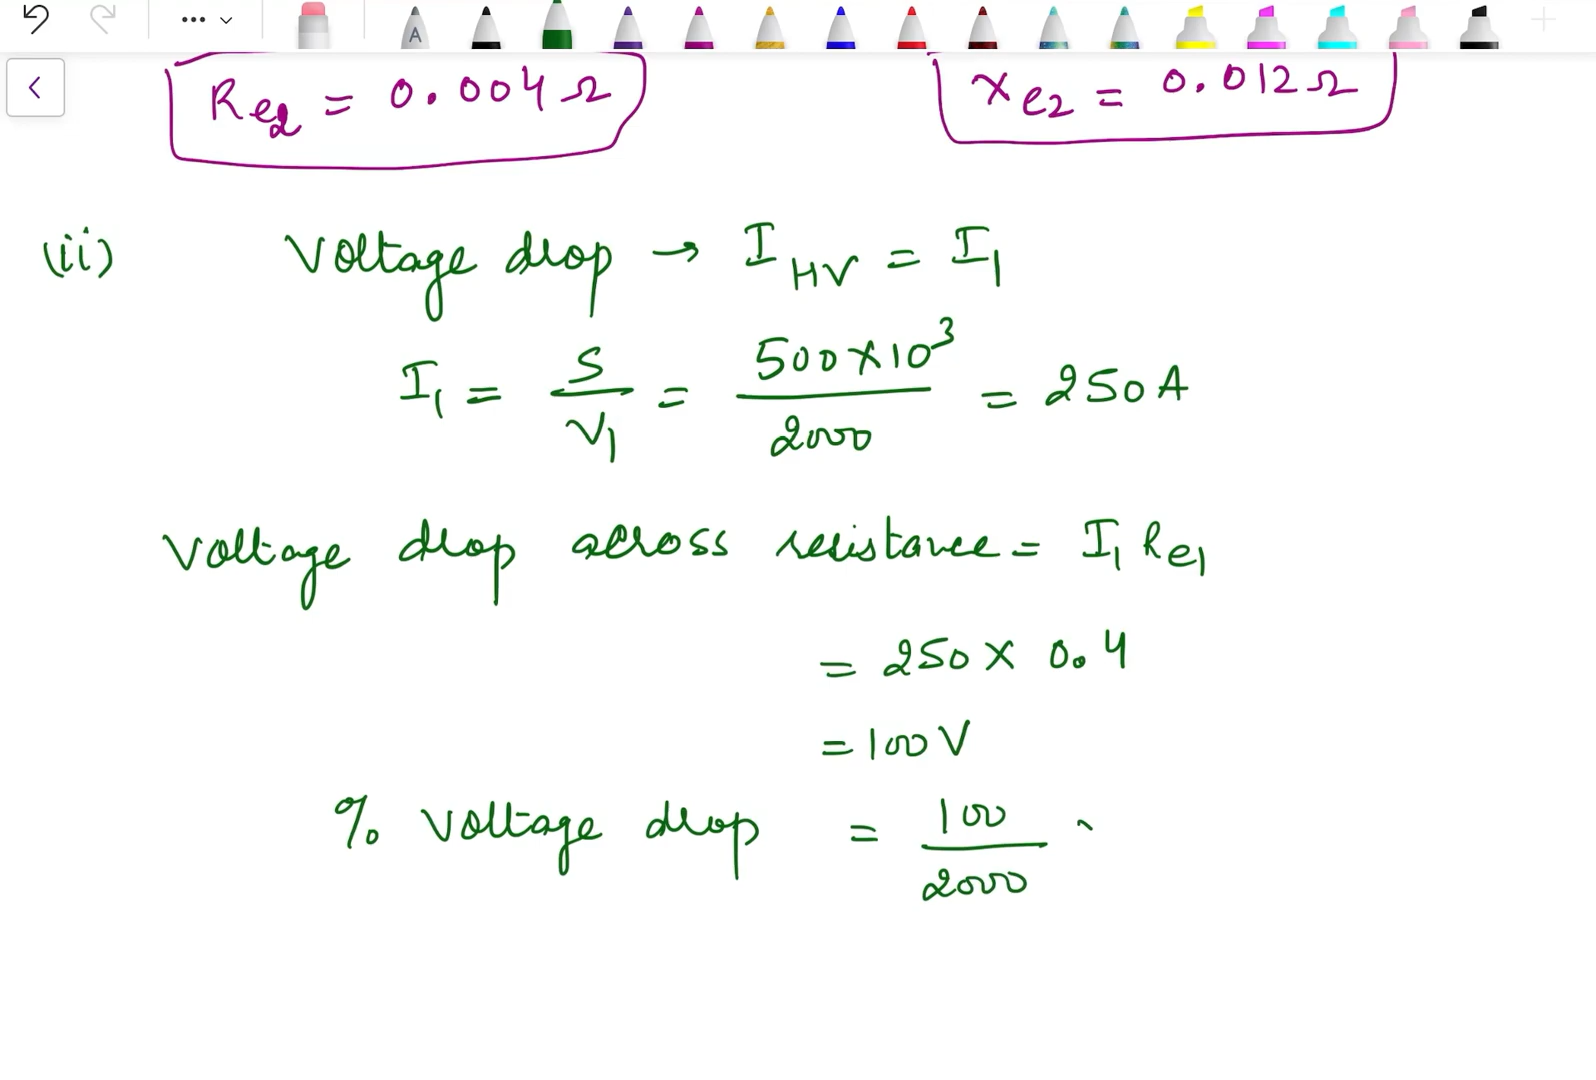 A
Re2 = 0.004 Ω
Xe2 = 0.012 Ω
(ii) Voltage drop → I HV = I1
I1 = S/V1 = 500×10³/2000 = 250A
Voltage drop across resistance = I1 Re1
= 250 × 0.4
= 100 V
% voltage drop = 100/2000